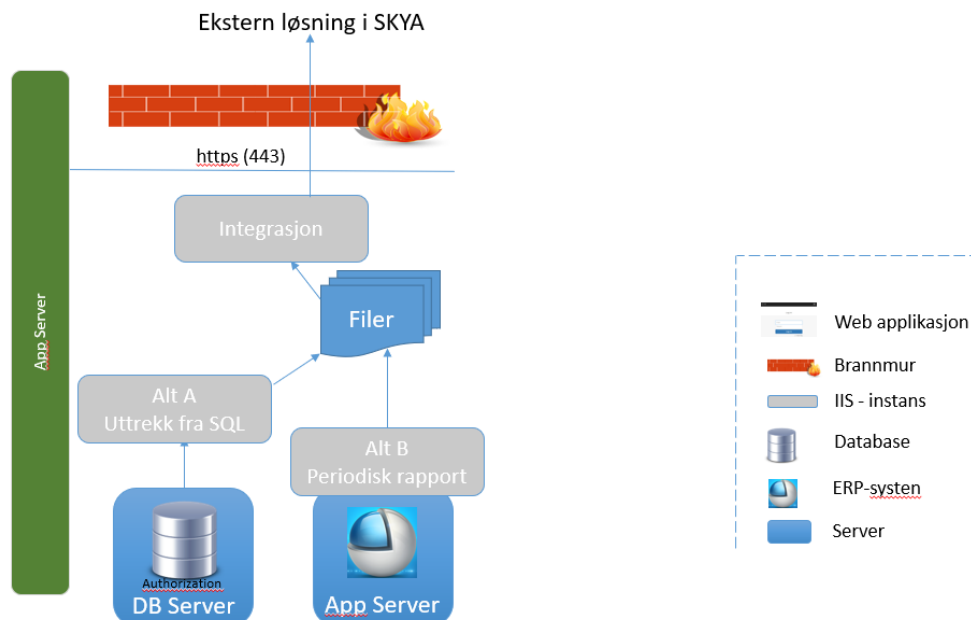 Ekstern løsning i SKYA
https (443)
Integrasjon
Filer
App Server
Alt A
Uttrekk fra SQL
Alt B
Periodisk rapport
Authorization
DB Server
App Server
Web applikasjon
Brannmur
IIS - instans
Database
ERP-systen
Server